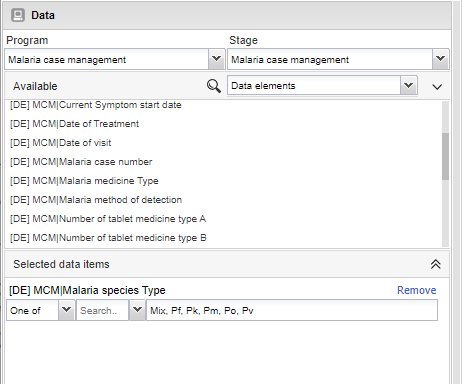 Data
Program Stage
Malaria case management Malaria case management
Available Data elements
[DE] MCM|Current Symptom start date
[DE] MCM|Date of Treatment
[DE] MCM|Date of visit
[DE] MCM|Malaria case number
[DE] MCM|Malaria medicine Type
[DE] MCM|Malaria method of detection
[DE] MCM|Number of tablet medicine type A
[DE] MCM|Number of tablet medicine type B
Selected data items
[DE] MCM|Malaria species Type Remove
One of Search.. Mix, Pf, Pk, Pm, Po, Pv